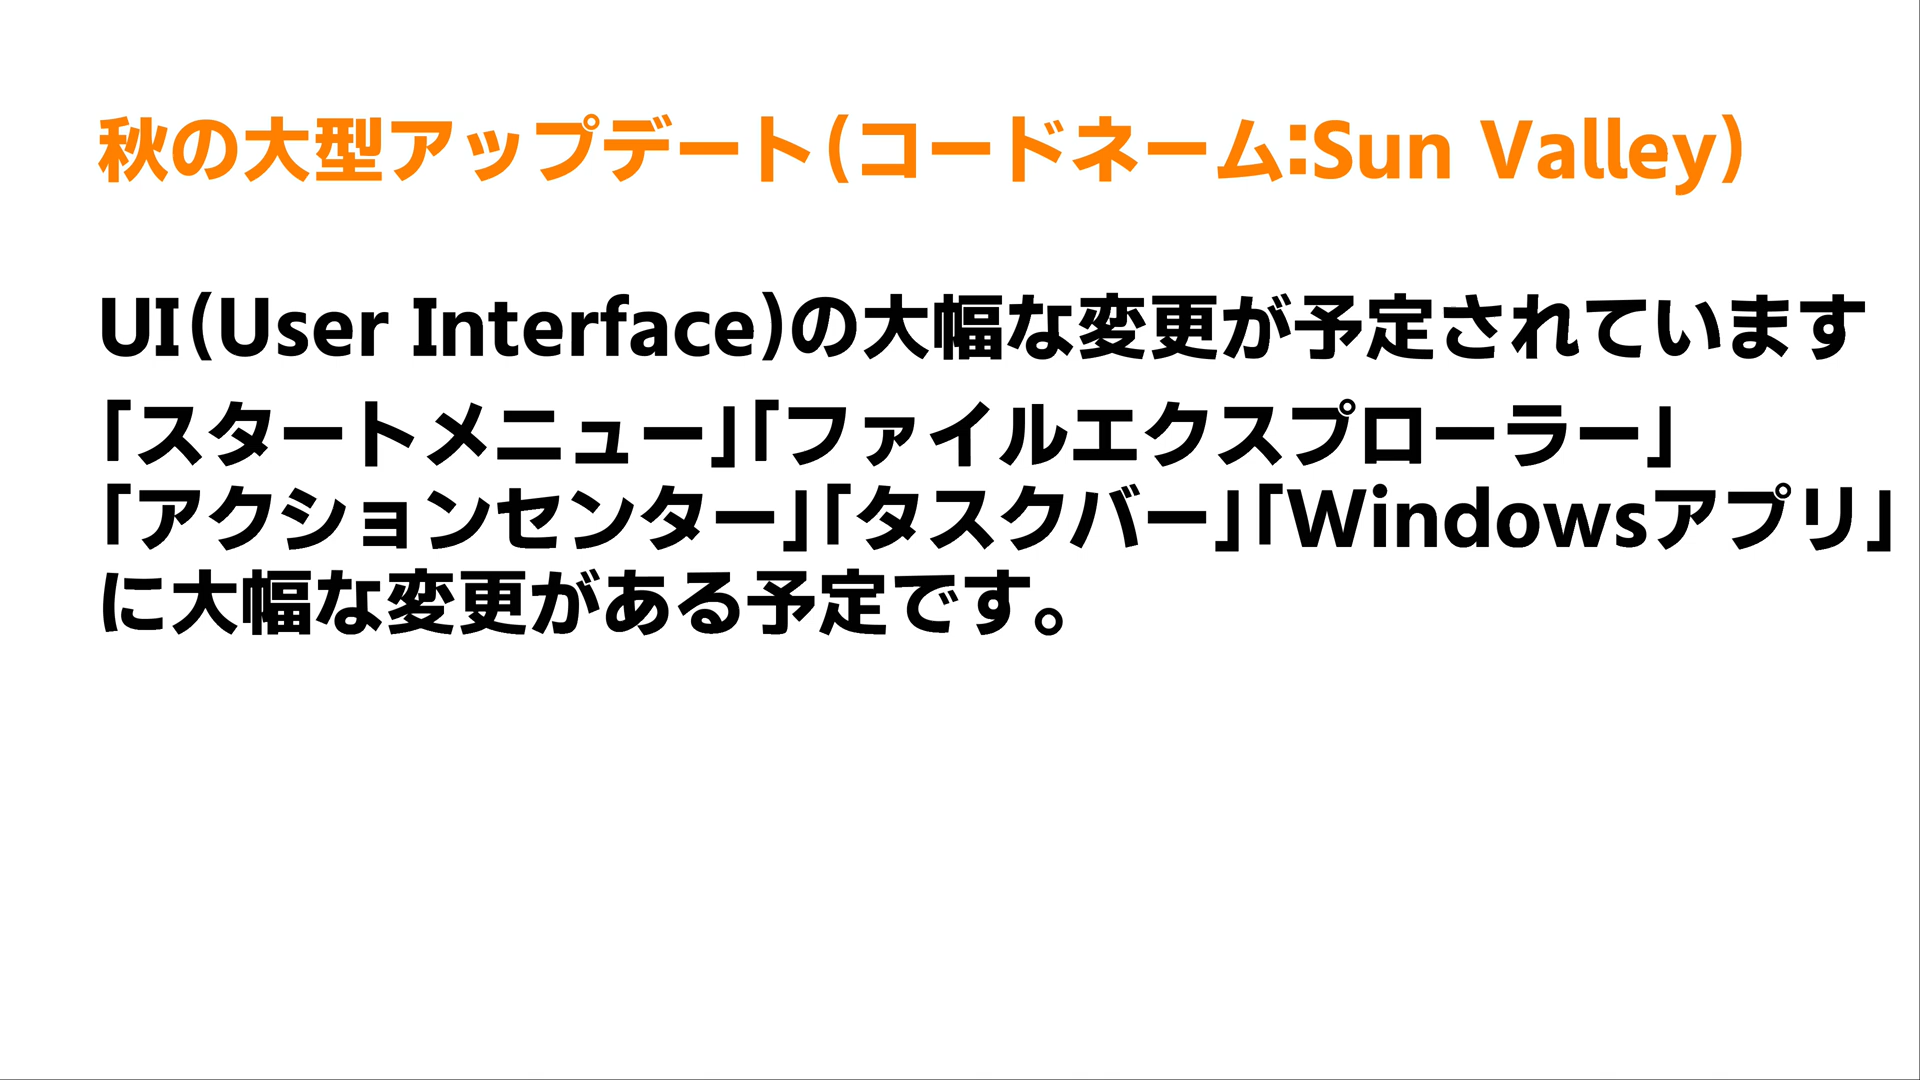 秋の大型アップデート（コードネーム：Sun Valley）
UI（User Interface）の大幅な変更が予定されています
「スタートメニュー」「ファイルエクスプローラー」
「アクションセンター」「タスクバー」「Windowsアプリ」
に大幅な変更がある予定です。